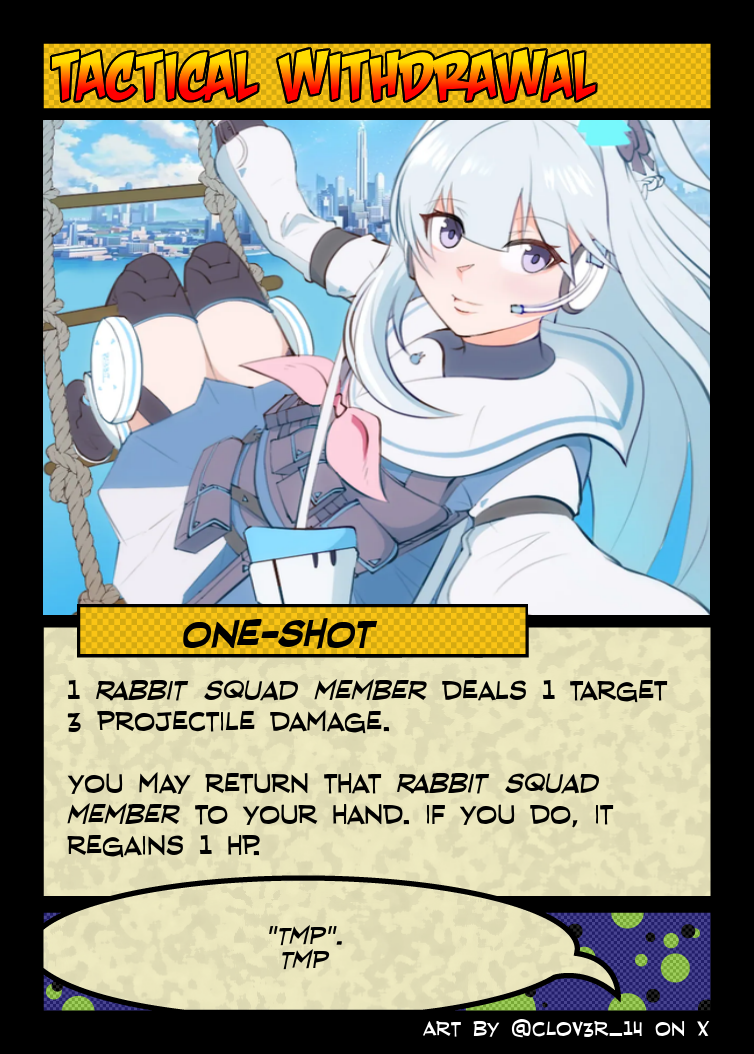 TACTICAL WITHDRAWAL
ONE-SHOT
1 RABBIT SQUAD MEMBER DEALS 1 TARGET
3 PROJECTILE DAMAGE.
YOU MAY RETURN THAT RABBIT SQUAD
MEMBER TO YOUR HAND. IF YOU DO, IT
REGAINS 1 HP.
"TMP".
TMP
ART BY @CLOV3R_14 ON X